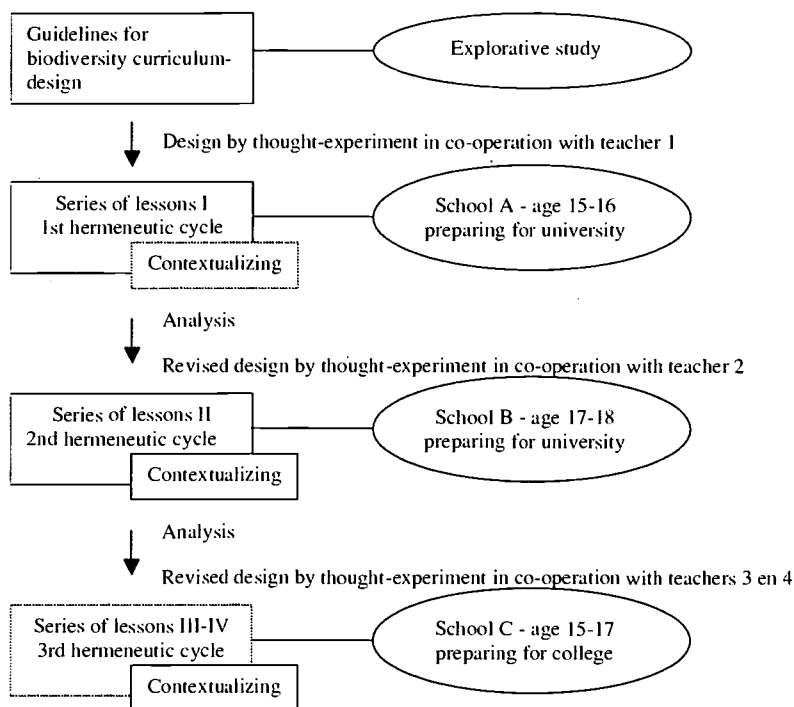 Guidelines for
biodiversity curriculum-
design
Explorative study
Design by thought-experiment in co-operation with teacher 1
Series of lessons I
1st hermeneutic cycle
Contextualizing
School A - age 15-16
preparing for university
Analysis
Revised design by thought-experiment in co-operation with teacher 2
Series of lessons II
2nd hermeneutic cycle
Contextualizing
School B - age 17-18
preparing for university
Analysis
Revised design by thought-experiment in co-operation with teachers 3 en 4
Series of lessons III-IV
3rd hermeneutic cycle
Contextualizing
School C - age 15-17
preparing for college